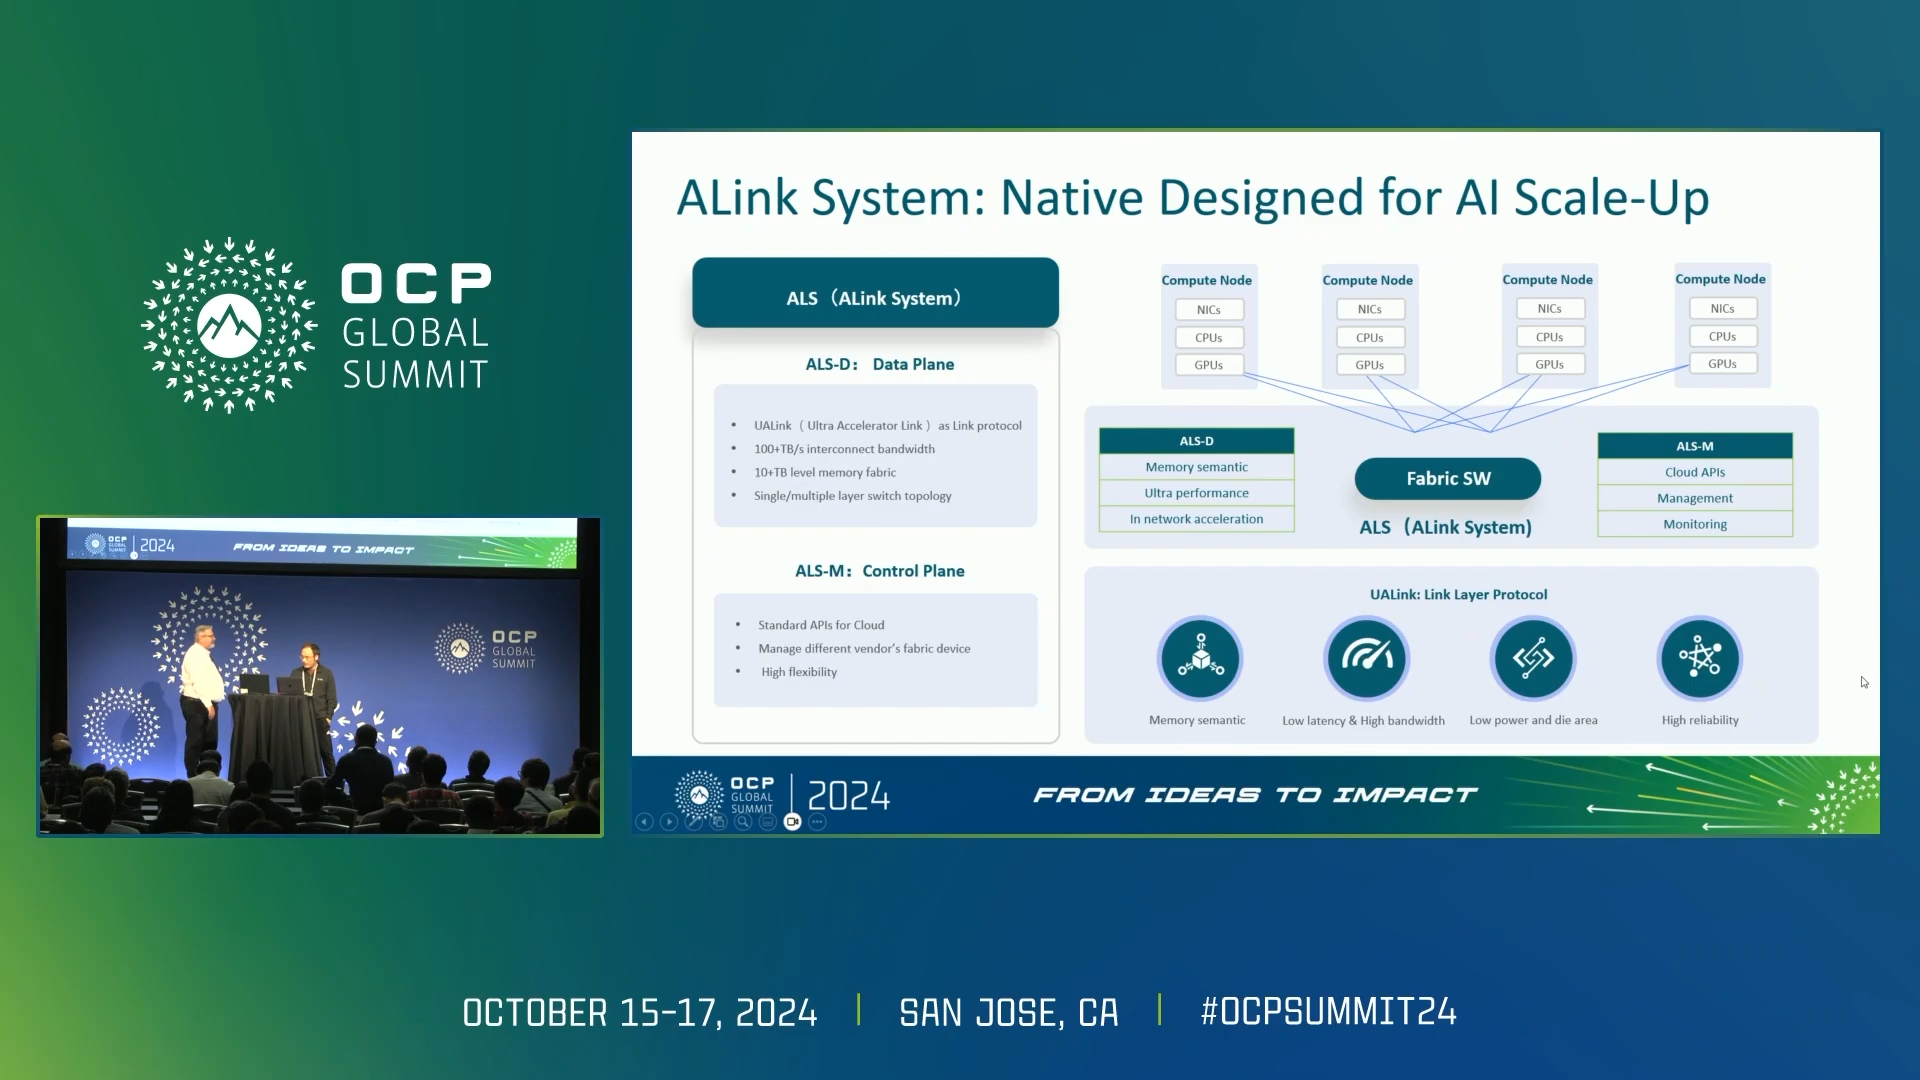 OCP
GLOBAL
SUMMIT
OCP
GLOBAL
SUMMIT
2024
FROM IDEAS TO IMPACT
OCP
GLOBAL
SUMMIT
ALink System: Native Designed for AI Scale-Up
ALS（ALink System）
ALS-D： Data Plane
• UALink（ Ultra Accelerator Link ）as Link protocol
• 100+TB/s interconnect bandwidth
• 10+TB level memory fabric
• Single/multiple layer switch topology
ALS-M： Control Plane
• Standard APIs for Cloud
• Manage different vendor's fabric device
• High flexibility
Compute Node
NICs
CPUs
GPUs
Compute Node
NICs
CPUs
GPUs
Compute Node
NICs
CPUs
GPUs
Compute Node
NICs
CPUs
GPUs
ALS-D
Memory semantic
Ultra performance
In network acceleration
Fabric SW
ALS（ALink System)
ALS-M
Cloud APIs
Management
Monitoring
UALink: Link Layer Protocol
Memory semantic
Low latency & High bandwidth
Low power and die area
High reliability
OCP
GLOBAL
SUMMIT
2024
FROM IDEAS TO IMPACT
OCTOBER 15-17, 2024 | SAN JOSE, CA | #OCPSUMMIT24